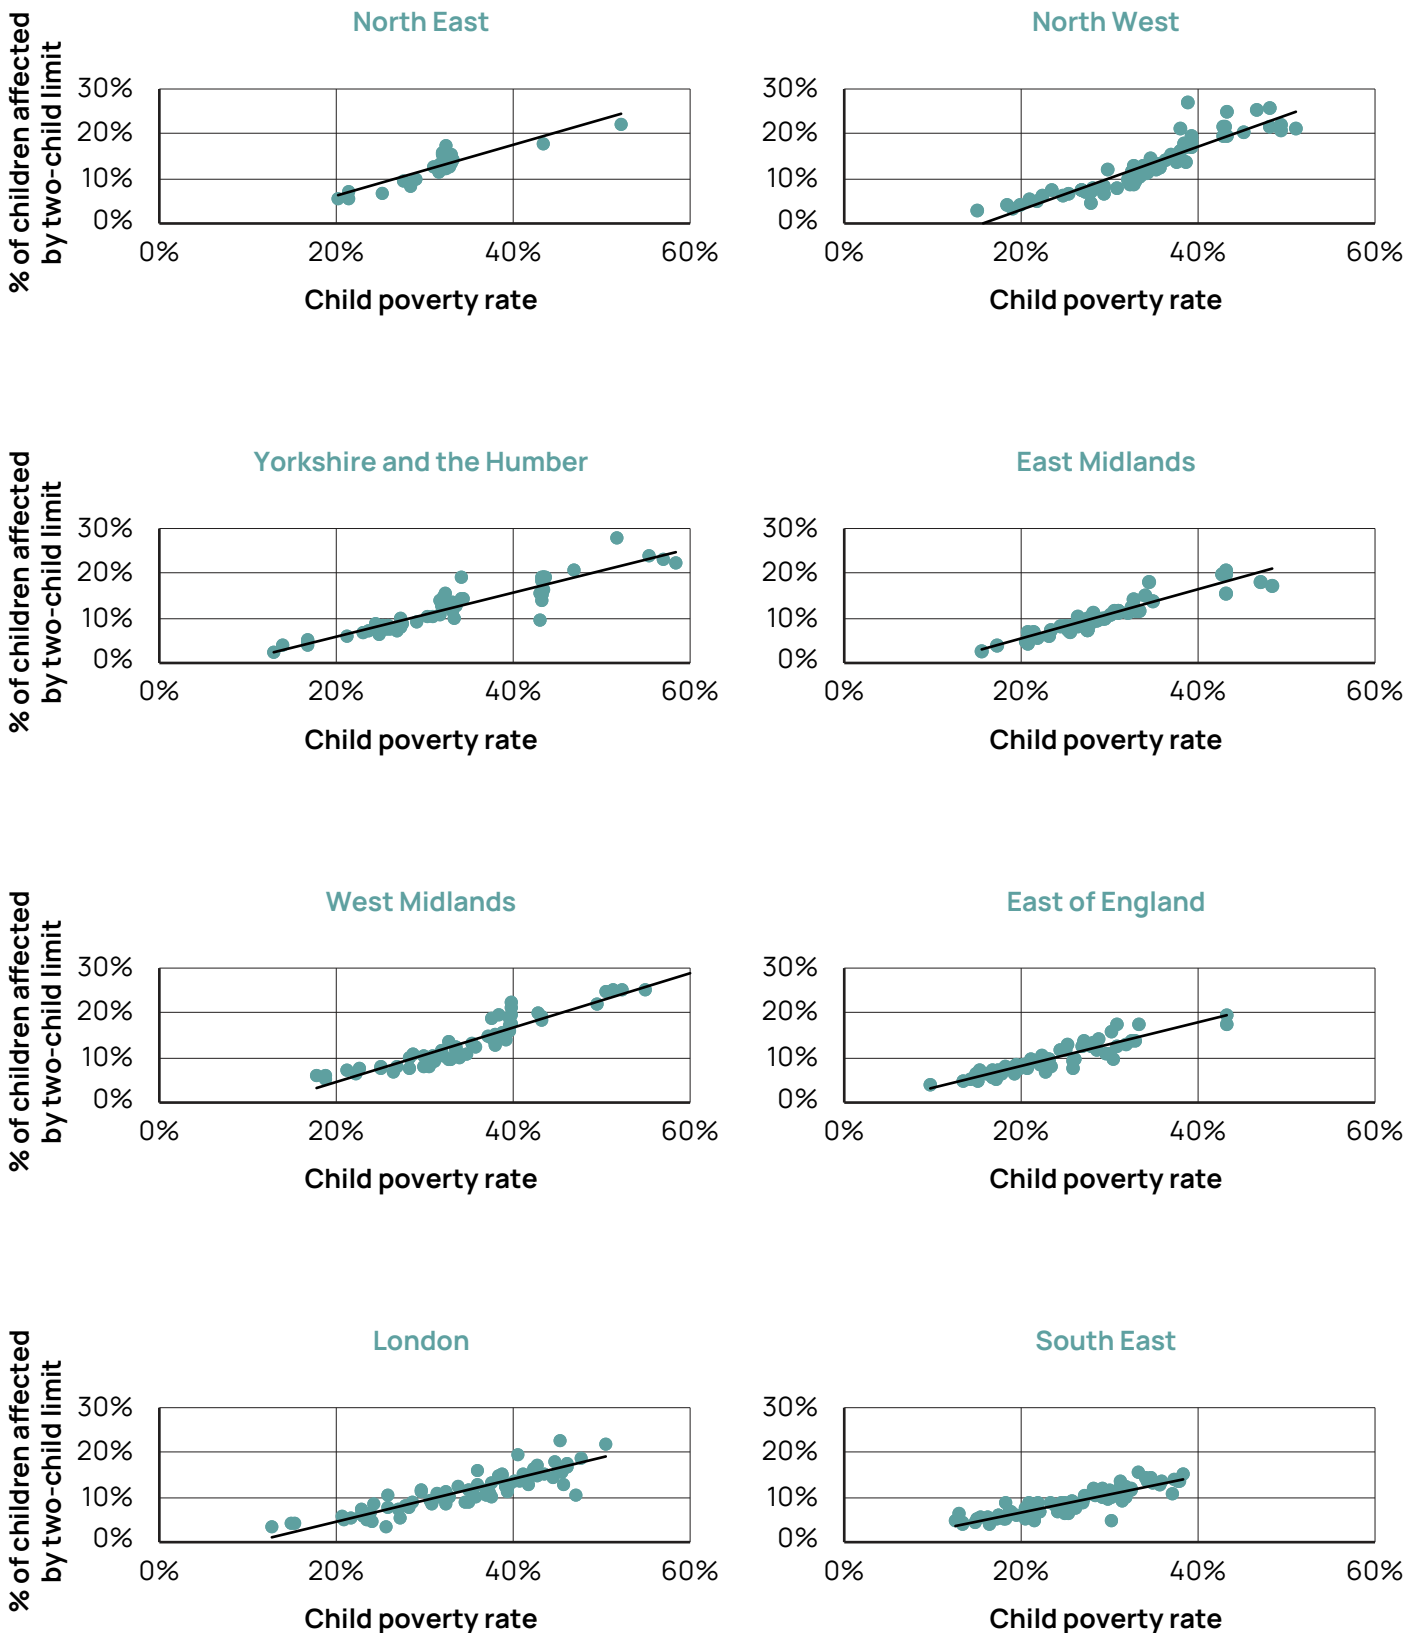 North East
% of children affected
by two-child limit
30%
20%
10%
0%
0%
20%
40%
60%
Child poverty rate
North West
30%
20%
10%
0%
0%
20%
40%
60%
Child poverty rate
Yorkshire and the Humber
% of children affected
by two-child limit
30%
20%
10%
0%
0%
20%
40%
60%
Child poverty rate
East Midlands
30%
20%
10%
0%
0%
20%
40%
60%
Child poverty rate
West Midlands
% of children affected
by two-child limit
30%
20%
10%
0%
0%
20%
40%
60%
Child poverty rate
East of England
30%
20%
10%
0%
0%
20%
40%
60%
Child poverty rate
London
% of children affected
by two-child limit
30%
20%
10%
0%
0%
20%
40%
60%
Child poverty rate
South East
30%
20%
10%
0%
0%
20%
40%
60%
Child poverty rate